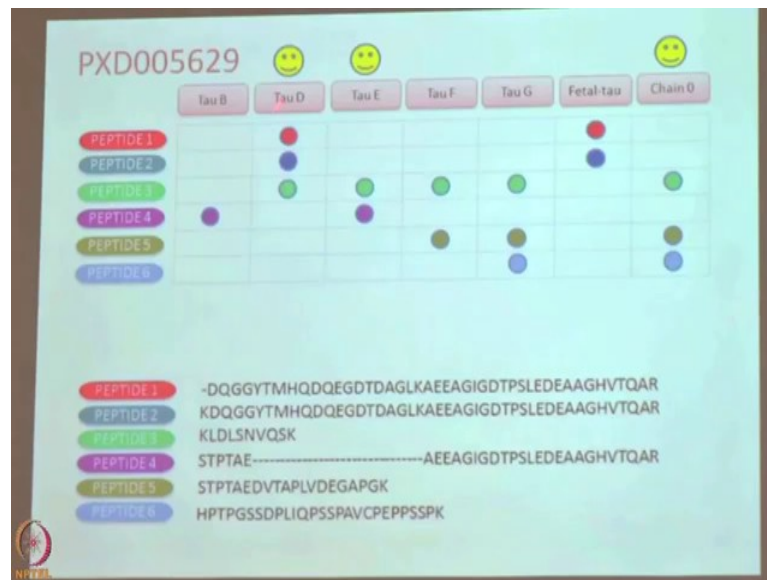 PXD005629
Tau B Tau D Tau E Tau F Tau G Fetal-tau Chain 0
PEPTIDE 1
PEPTIDE 2
PEPTIDE 3
PEPTIDE 4
PEPTIDE 5
PEPTIDE 6
PEPTIDE 1 -DQGGYTMHQDQEGDTDAGLKAEEAGIGDTPSLEDEAAGHVTQAR
PEPTIDE 2 KDQGGYTMHQDQEGDTDAGLKAEEAGIGDTPSLEDEAAGHVTQAR
PEPTIDE 3 KLDLSNVQSK
PEPTIDE 4 STPTAE----------------------------AEEAGIGDTPSLEDEAAGHVTQAR
PEPTIDE 5 STPTAEDVTAPLVDEGAPGK
PEPTIDE 6 HPTPGSSDPLIQPSSPAVCPEPPSSPK
NPTEL